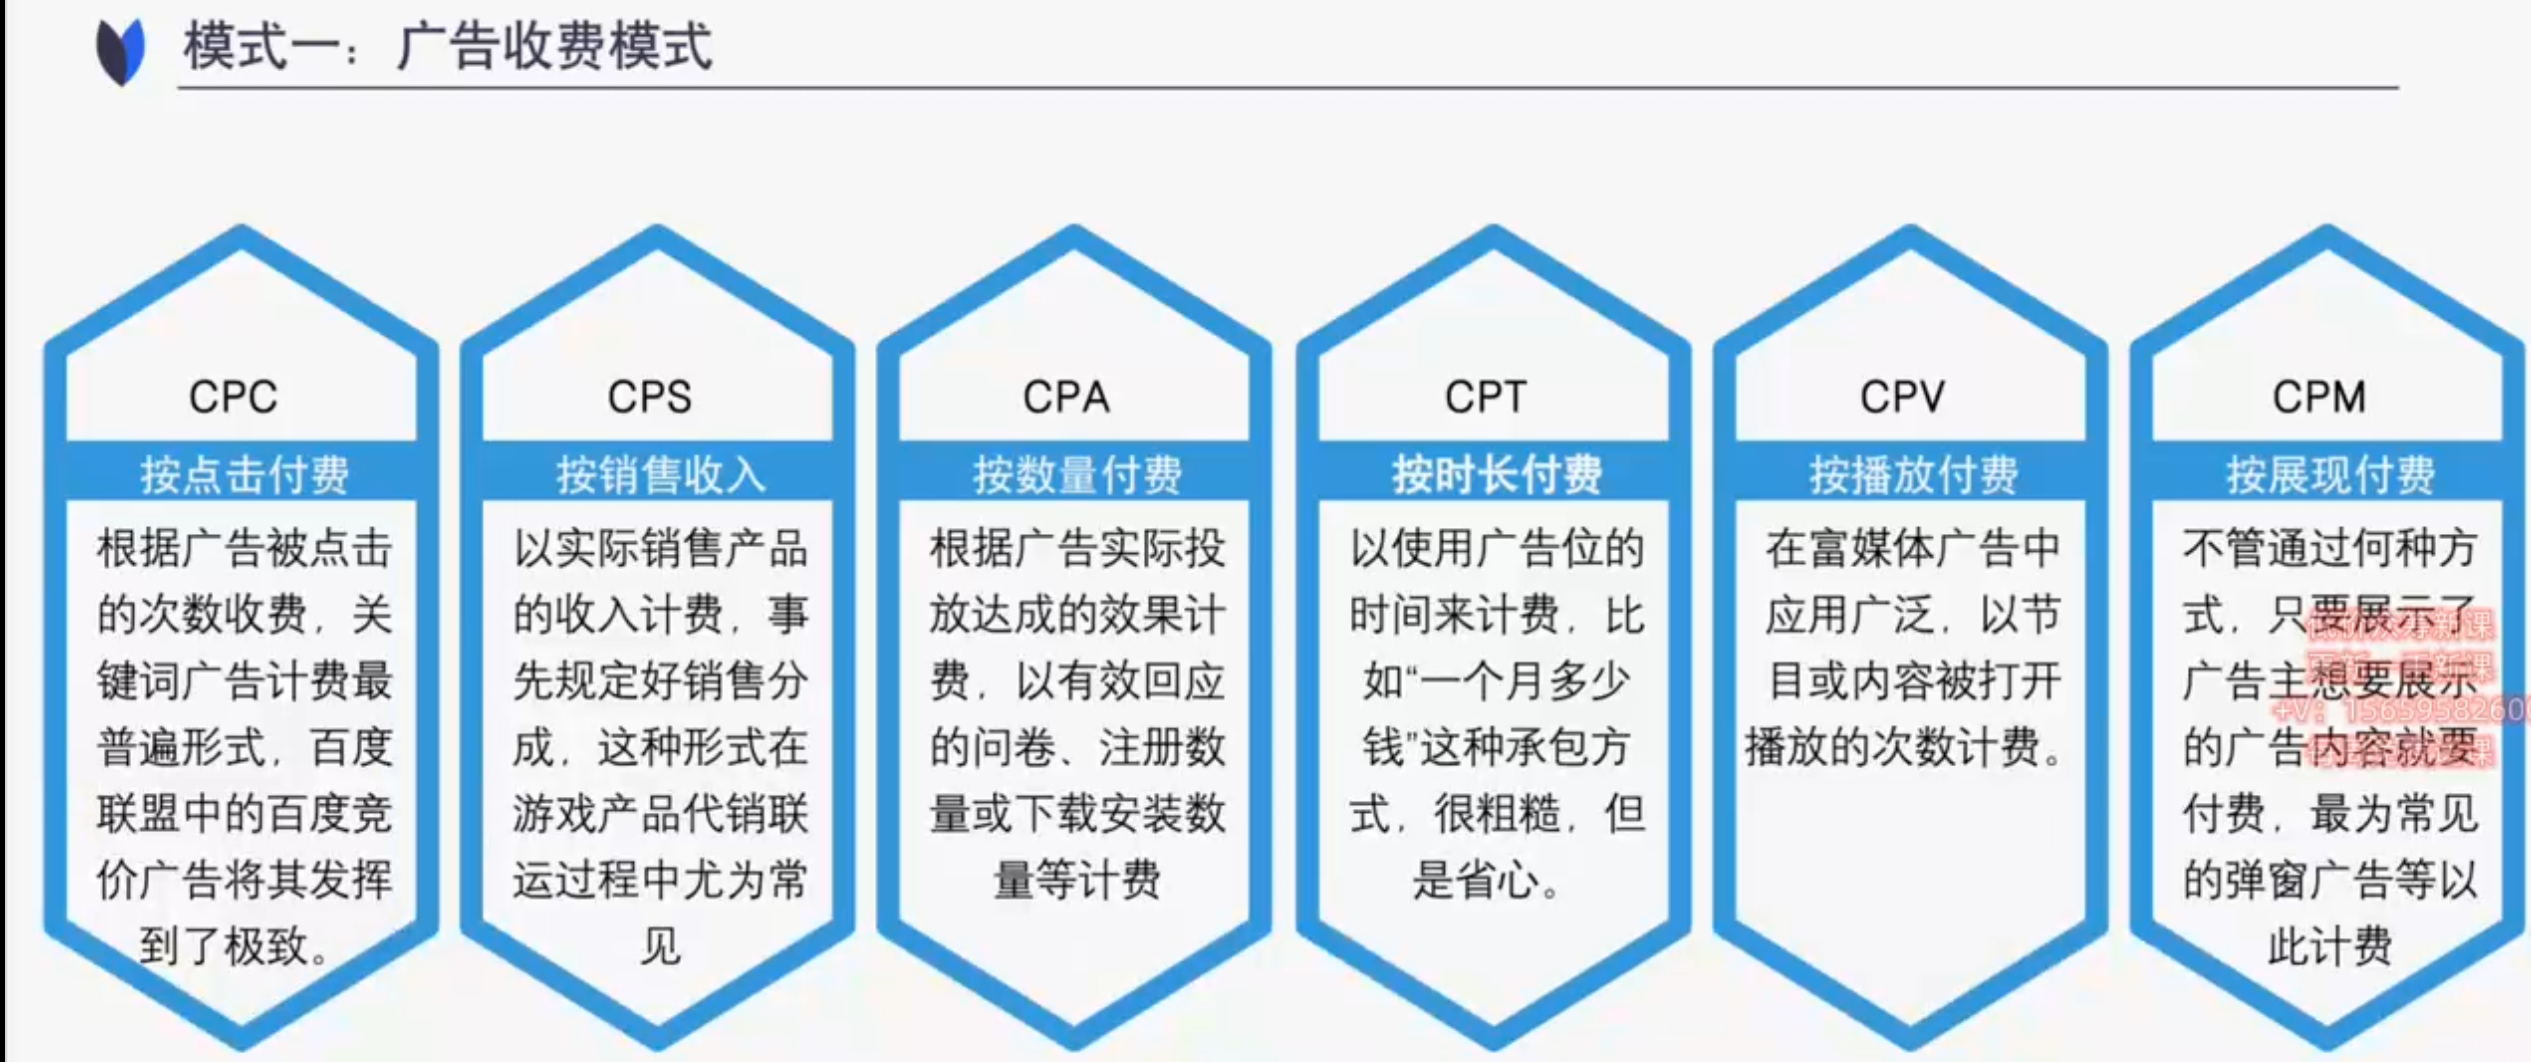 模式一：广告收费模式
CPC
按点击付费
根据广告被点击
的次数收费，关
键词广告计费最
普遍形式，百度
联盟中的百度竞
价广告将其发挥
到了极致。
CPS
按销售收入
以实际销售产品
的收入计费，事
先规定好销售分
成，这种形式在
游戏产品代销联
运过程中尤为常
见
CPA
按数量付费
根据广告实际投
放达成的效果计
费，以有效回应
的问卷、注册数
量或下载安装数
量等计费
CPT
按时长付费
以使用广告位的
时间来计费，比
如“一个月多少
钱”这种承包方
式，很粗糙，但
是省心。
CPV
按播放付费
在富媒体广告中
应用广泛，以节
目或内容被打开
播放的次数计费。
CPM
按展现付费
不管通过何种方
式，只要展示了
广告主想要展示
的广告内容就要
付费，最为常见
的弹窗广告等以
此计费